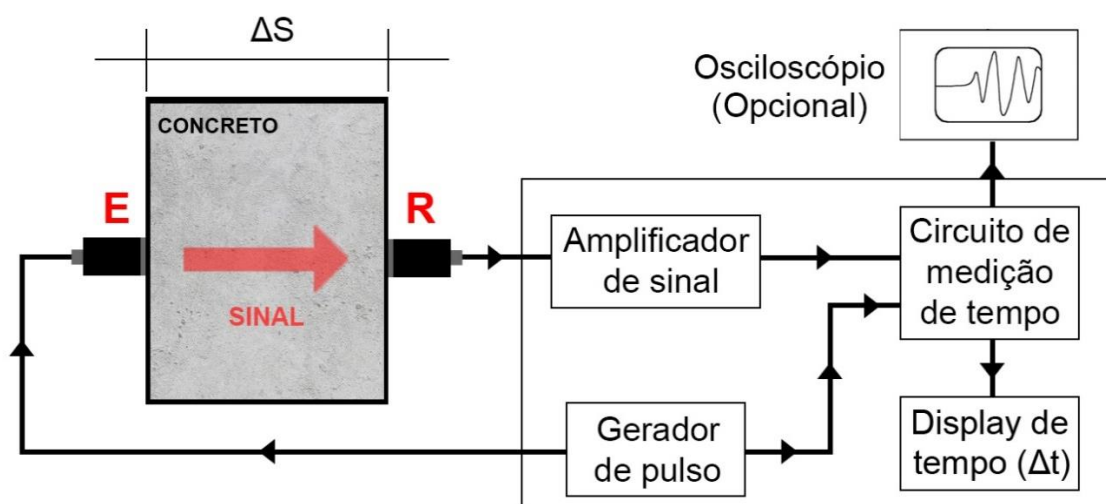 ΔS
CONCRETO
E
R
SINAL
Osciloscópio
(Opcional)
Amplificador
de sinal
Circuito de
medição
de tempo
Gerador
de pulso
Display de
tempo (Δt)